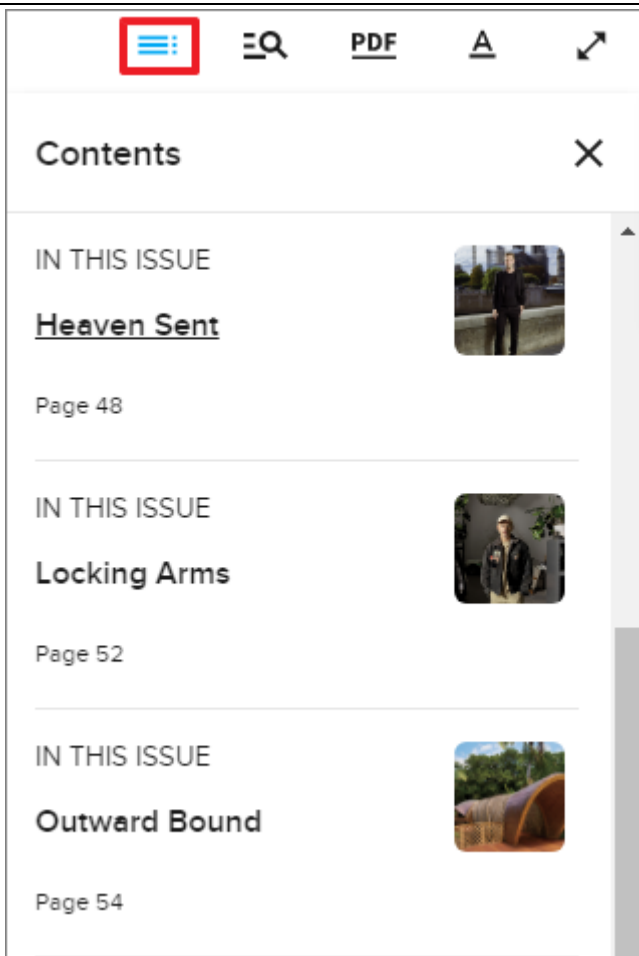 PDF
A
Contents
IN THIS ISSUE
Heaven Sent
Page 48
IN THIS ISSUE
Locking Arms
Page 52
IN THIS ISSUE
Outward Bound
Page 54